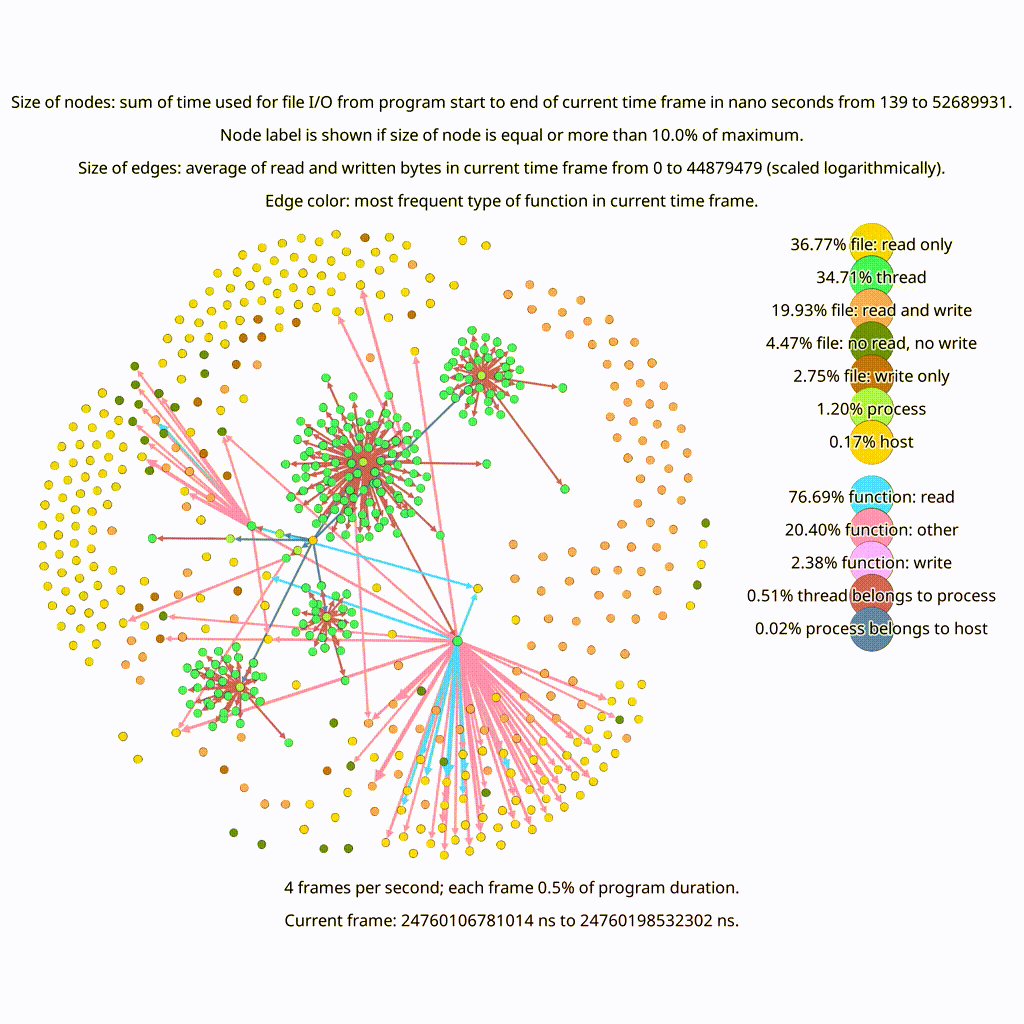 Size of nodes: sum of time used for file I/O from program start to end of current time frame in nano seconds from 139 to 52689931.
Node label is shown if size of node is equal or more than 10.0% of maximum.
Size of edges: average of read and written bytes in current time frame from 0 to 44879479 (scaled logarithmically).
Edge color: most frequent type of function in current time frame.
36.77% file: read only
34.71% thread
19.93% file: read and write
4.47% file: no read, no write
2.75% file: write only
1.20% process
0.17% host
76.69% function: read
20.40% function: other
2.38% function: write
0.51% thread belongs to process
0.02% process belongs to host
4 frames per second; each frame 0.5% of program duration.
Current frame: 24760106781014 ns to 24760198532302 ns.